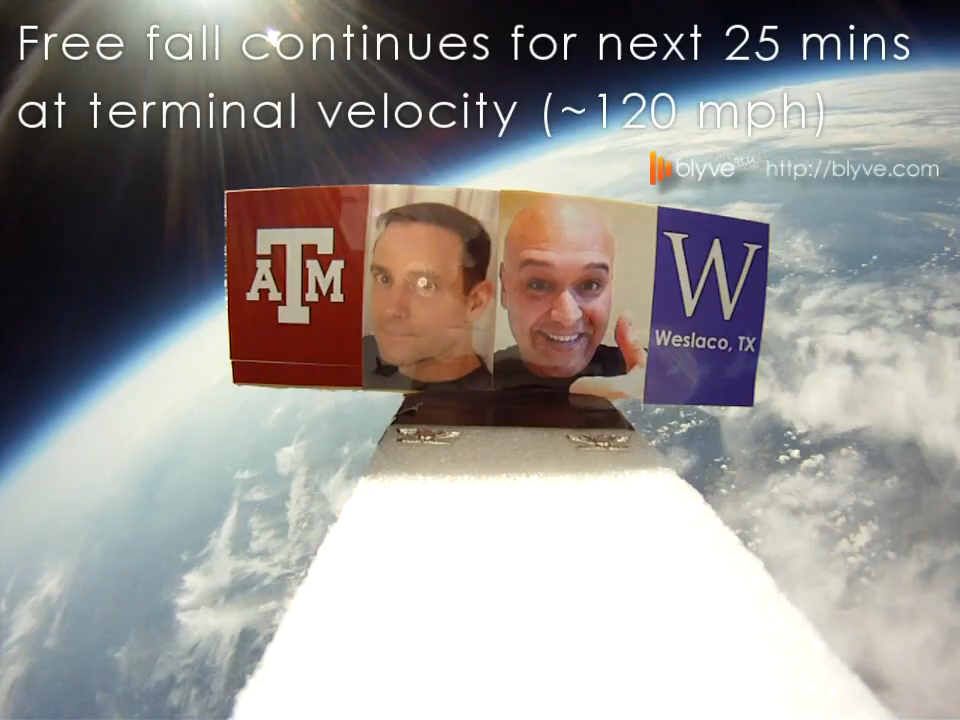 Free fall continues for next 25 mins
at terminal velocity (~120 mph)
blyve BETA http://blyve.com
ATM
W
Weslaco, TX